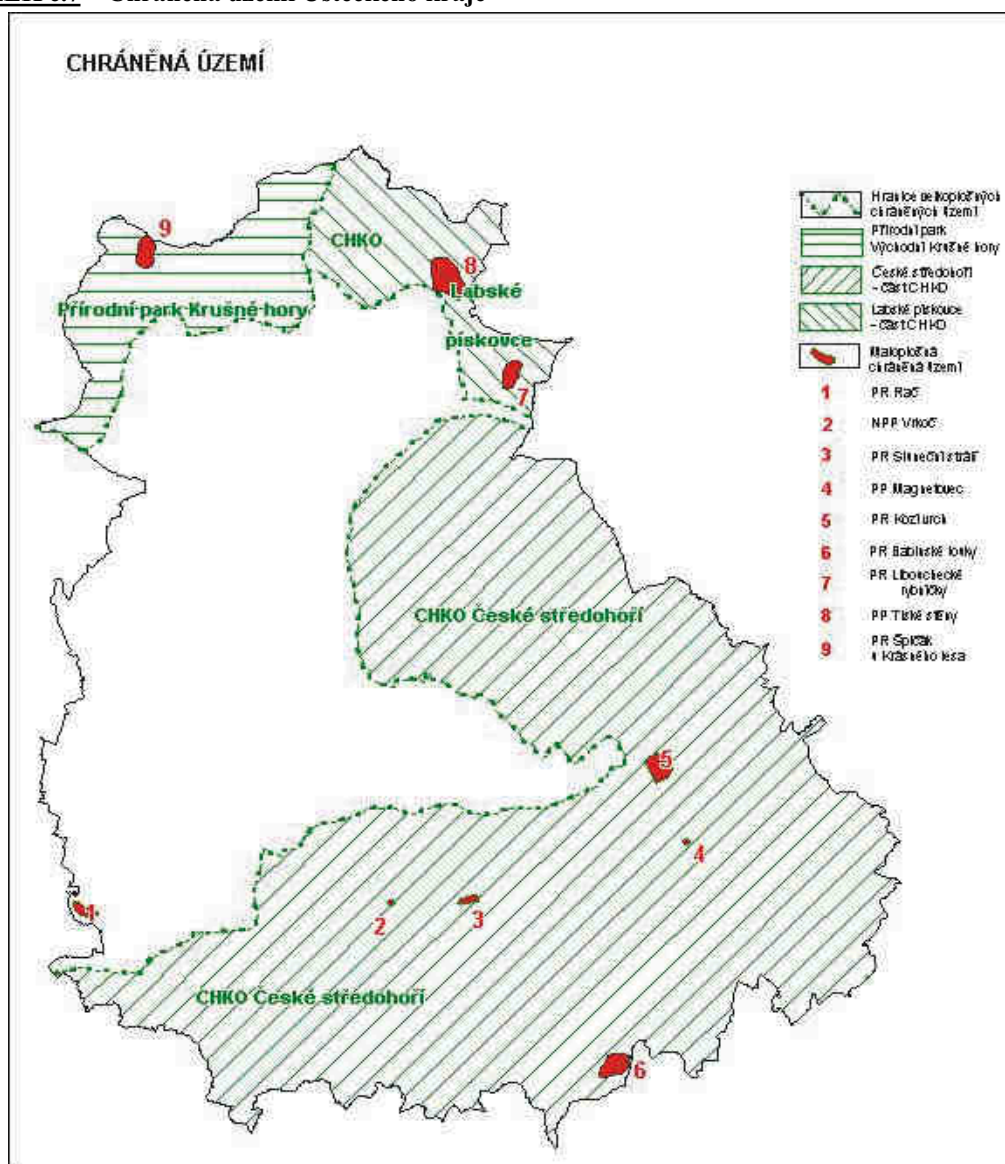 Chráněná území Ústeckého kraje
CHRÁNĚNÁ ÚZEMÍ
9
CHKO
8
Labské
Přírodní park Krušné hory
pískovce
7
CHKO České středohoří
5
4
1
2
3
CHKO České středohoří
6
Hranice velkoplošných
chráněných území
Přírodní park
Východní Krušné hory
České středohoří
- část CHKO
Labské pískovce
- část CHKO
Maloplošná
chráněná území
1 PR Rač
2 NPP Vrkoč
3 PR Sluneční stráň
4 PP Magnetovec
5 PR Kozí vrch
6 PR Babinské louky
7 PR Libouchecké
rybníčky
8 PP Tiské stěny
9 PR Špičák
u Krásného lesa